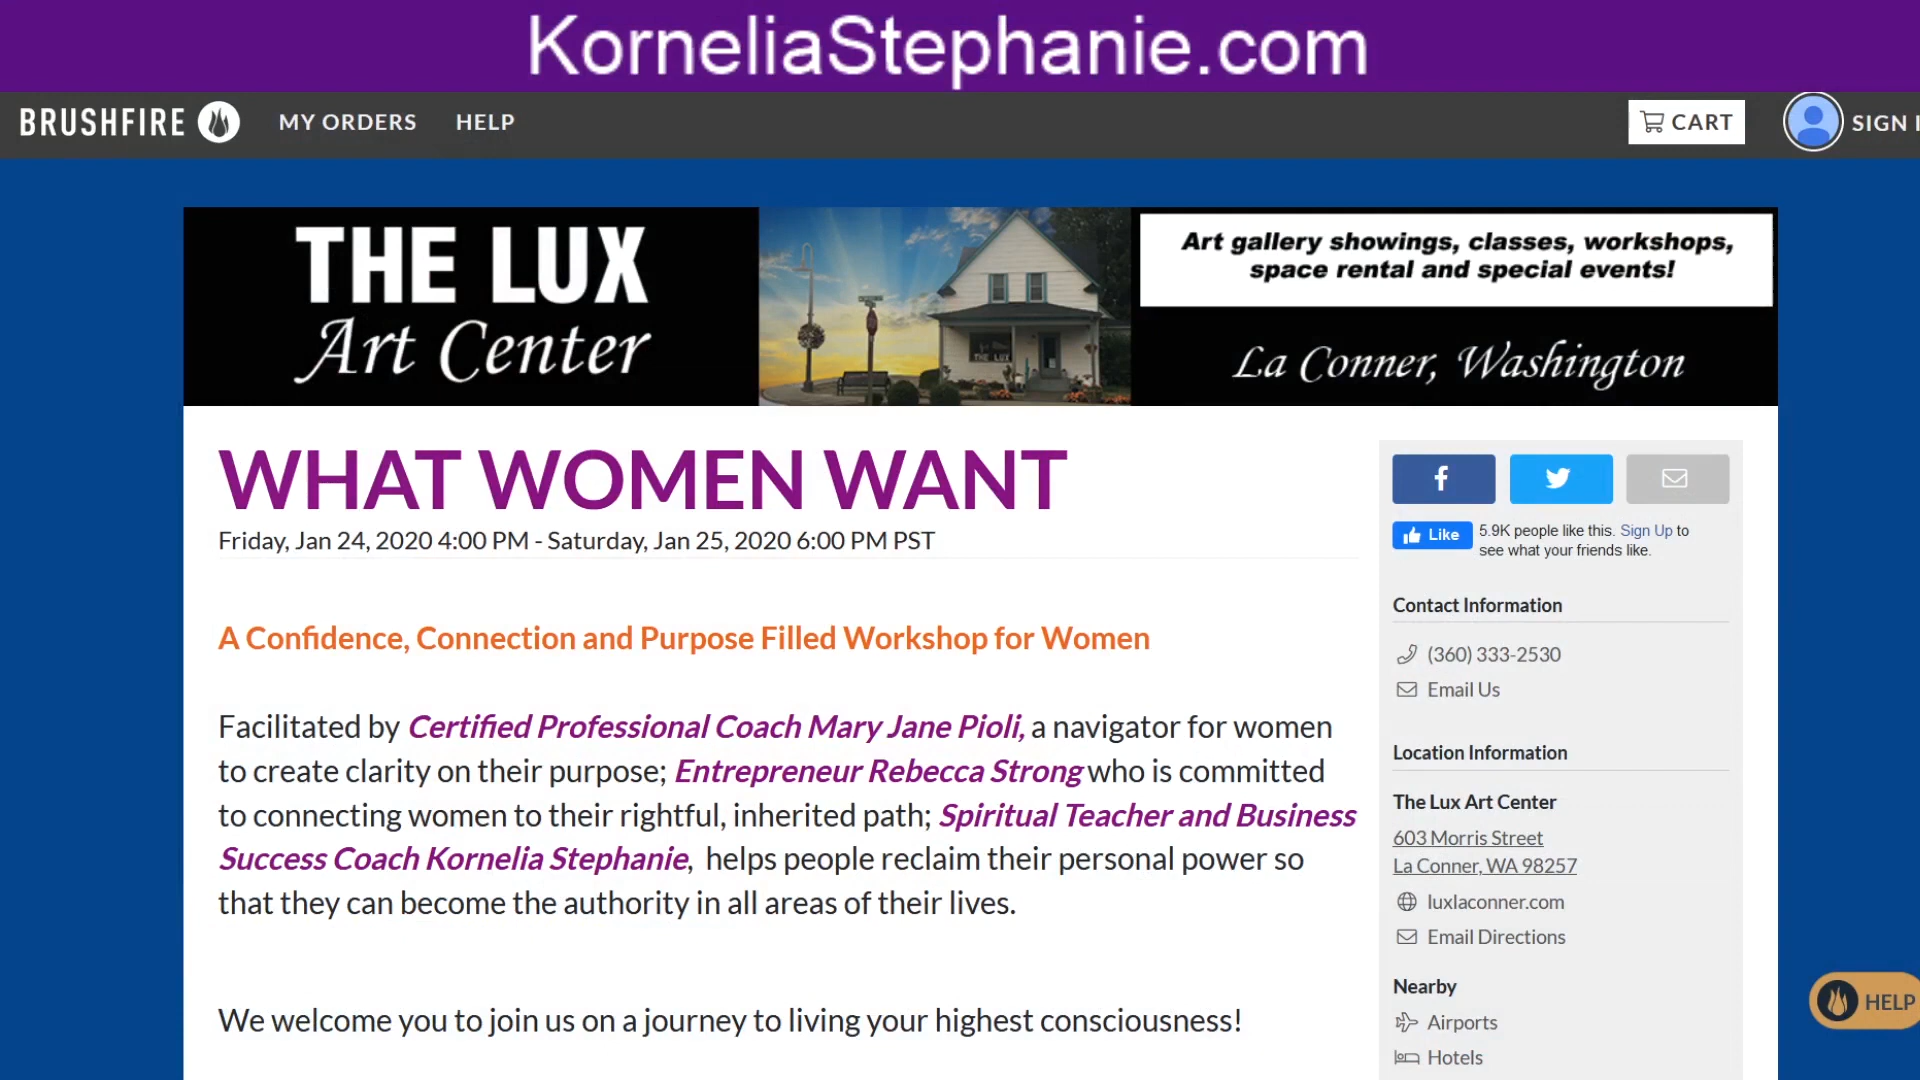 KorneliaStephanie.com
BRUSHFIRE MY ORDERS HELP CART SIGN I
THE LUX
Art Center
THE LUX
Art gallery showings, classes, workshops,
space rental and special events!
La Conner, Washington
WHAT WOMEN WANT
Friday, Jan 24, 2020 4:00 PM - Saturday, Jan 25, 2020 6:00 PM PST
A Confidence, Connection and Purpose Filled Workshop for Women
Facilitated by Certified Professional Coach Mary Jane Pioli, a navigator for women
to create clarity on their purpose; Entrepreneur Rebecca Strong who is committed
to connecting women to their rightful, inherited path; Spiritual Teacher and Business
Success Coach Kornelia Stephanie, helps people reclaim their personal power so
that they can become the authority in all areas of their lives.
We welcome you to join us on a journey to living your highest consciousness!
Like 5.9K people like this. Sign Up to
see what your friends like.
Contact Information
(360) 333-2530
Email Us
Location Information
The Lux Art Center
603 Morris Street
La Conner, WA 98257
luxlaconner.com
Email Directions
Nearby
Airports
Hotels
HELP